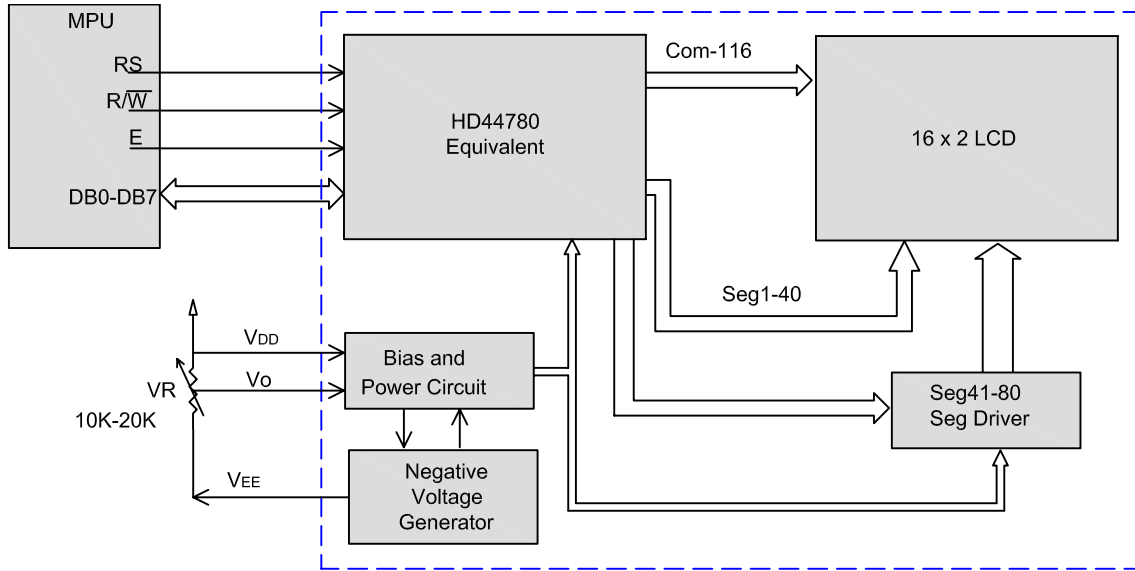 MPU
RS
R/W̅
E
DB0-DB7
HD44780
Equivalent
Com-116
16 x 2 LCD
Seg1-40
VDD
Vo
VR
10K-20K
VEE
Bias and
Power Circuit
Negative
Voltage
Generator
Seg41-80
Seg Driver